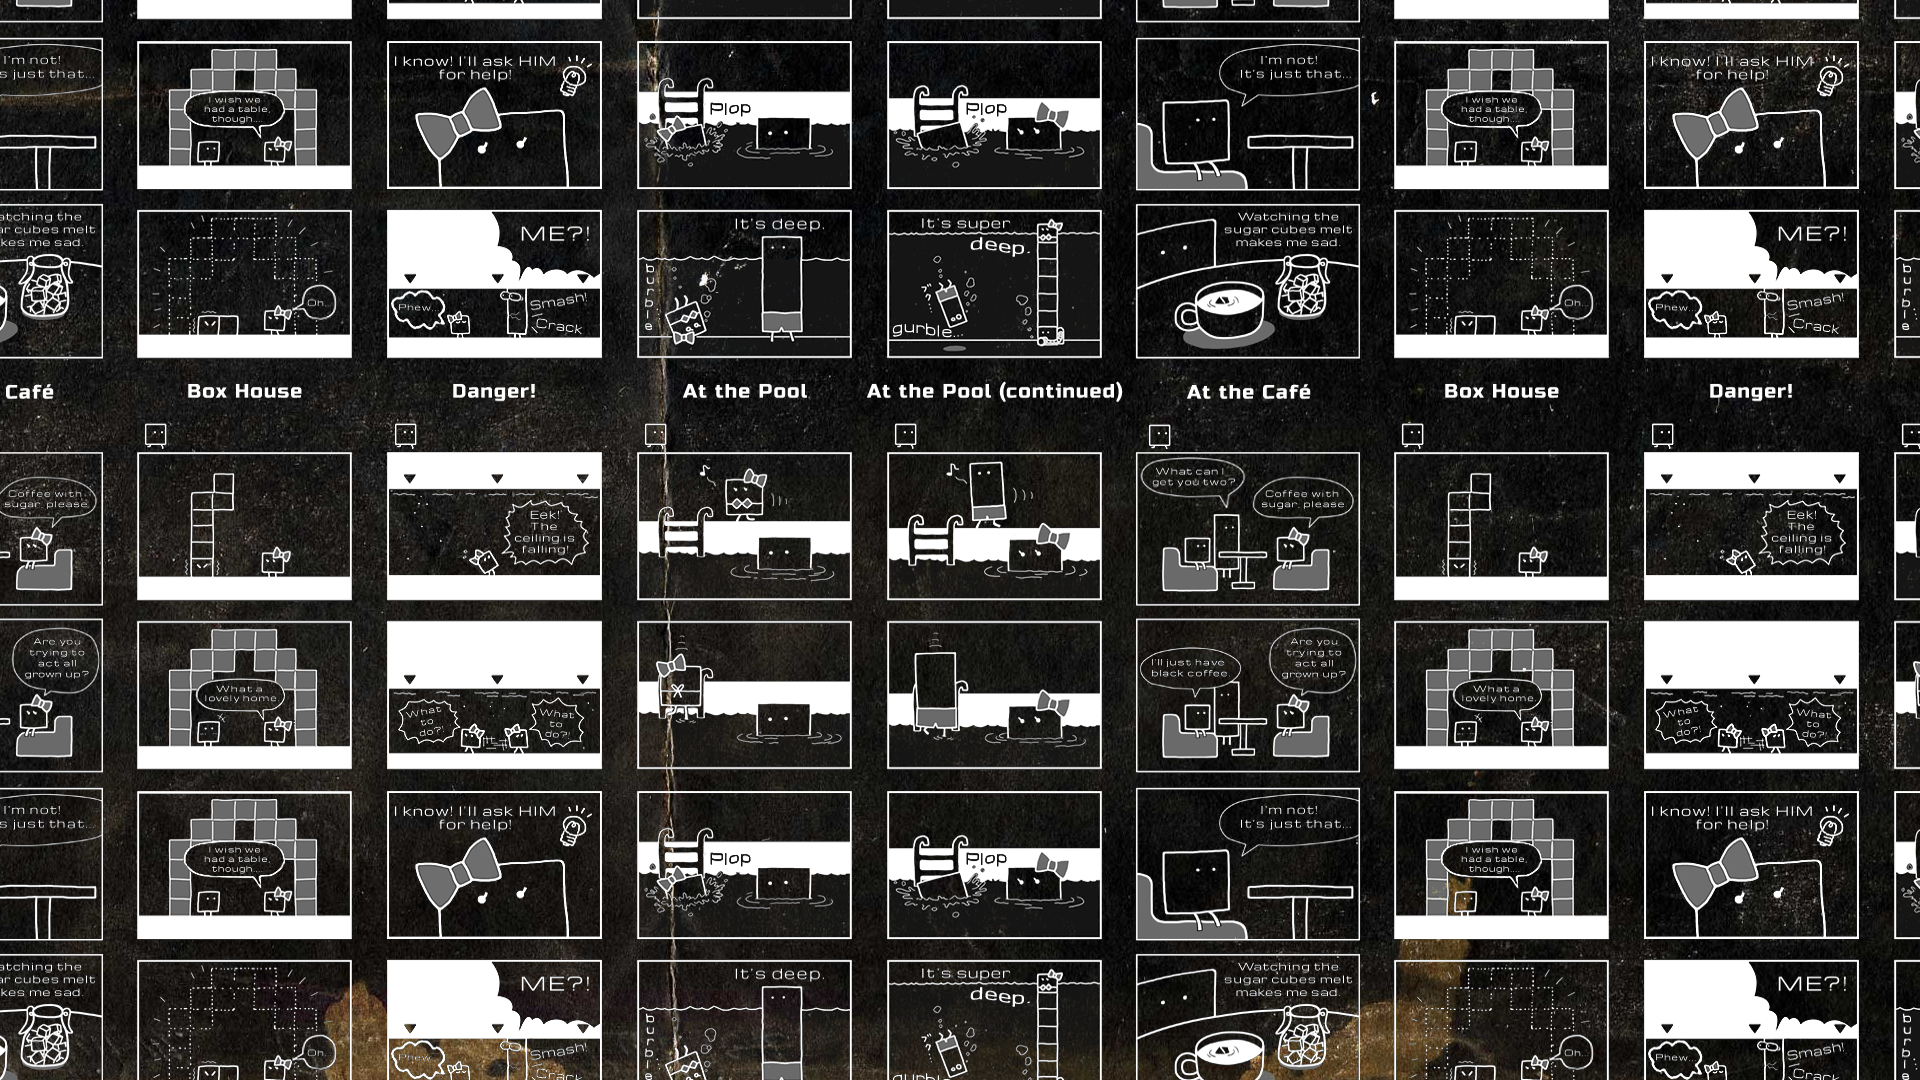 I'm not!
s just that...
I wish we
had a table,
though....
I know! I'll ask HIM
for help!
Plop
Plop
I'm not!
It's just that...
I wish we
had a table,
though....
I know! I'll ask HIM
for help!
atching the
ar cubes melt
kes me sad.
Oh...
ME?!
Phew...
Smash!
Crack
burble
It's deep.
It's super
deep.
gurble...
Watching the
sugar cubes melt
makes me sad.
Oh...
ME?!
Phew...
Smash!
Crack
Café
Box House
Danger!
At the Pool
At the Pool (continued)
At the Café
Box House
Danger!
Coffee with
sugar, please.
Eek!
The
ceiling is
falling!
What can I
get you two?
Coffee with
sugar, please.
Eek!
The
ceiling is
falling!
Are you
trying to
act all
grown up?
What a
lovely home.
What
to
do?!
What
to
do?!
I'll just have
black coffee.
Are you
trying to
act all
grown up?
What a
lovely home.
What
to
do?!
What
to
do?!
I'm not!
s just that...
I wish we
had a table,
though....
I know! I'll ask HIM
for help!
Plop
Plop
I'm not!
It's just that...
I wish we
had a table,
though....
I know! I'll ask HIM
for help!
atching the
ar cubes melt
kes me sad.
Oh...
ME?!
Phew...
Smash!
Crack
burble
It's deep.
It's super
deep.
gurble
Watching the
sugar cubes melt
makes me sad.
Oh...
ME?!
Phew...
Smash!
Crack